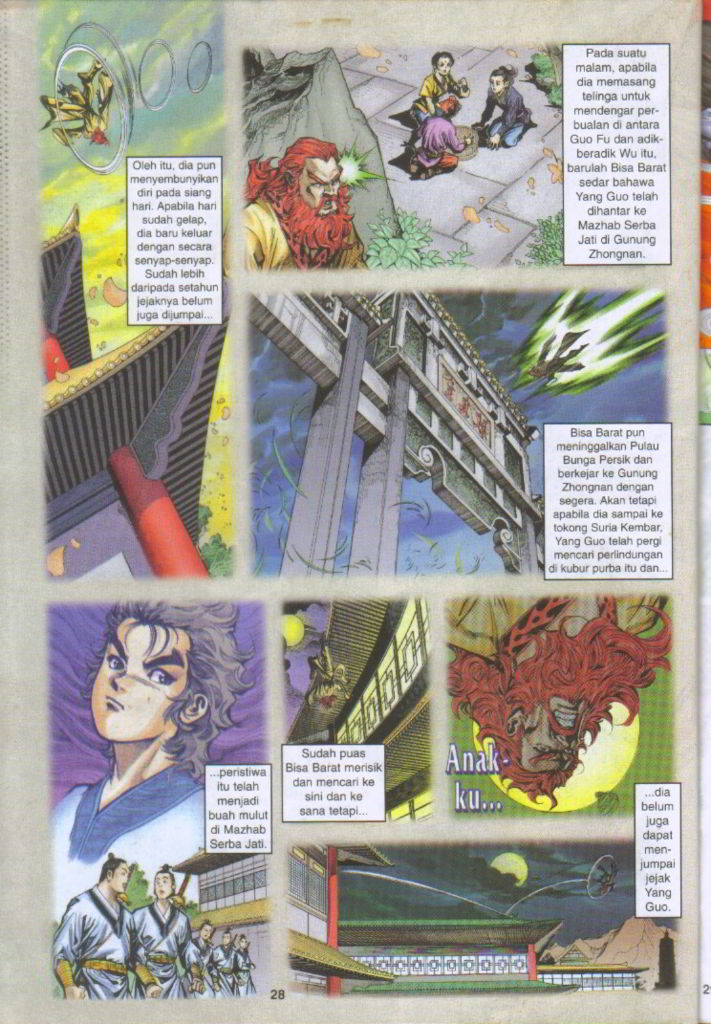 Oleh itu, dia pun
menyembunyikan
diri pada siang
hari. Apabila hari
sudah gelap,
dia baru keluar
dengan secara
senyap-senyap.
Sudah lebih
daripada setahun
jejaknya belum
juga dijumpai...
Pada suatu
malam, apabila
dia memasang
telinga untuk
mendengar per-
bualan di antara
Guo Fu dan adik-
beradik Wu itu,
barulah Bisa Barat
sedar bahawa
Yang Guo telah
dihantar ke
Mazhab Serba
Jati di Gunung
Zhongnan.
Bisa Barat pun
meninggalkan Pulau
Bunga Persik dan
berkejar ke Gunung
Zhongnan dengan
segera. Akan tetapi
apabila dia sampai ke
tokong Suria Kembar,
Yang Guo telah pergi
mencari perlindungan
di kubur purba itu dan...
...peristiwa
itu telah
menjadi
buah mulut
di Mazhab
Serba Jati.
Sudah puas
Bisa Barat merisik
dan mencari ke
sini dan ke
sana tetapi...
Anak-
ku...
...dia
belum
juga
dapat
men-
jumpai
jejak
Yang
Guo.
28